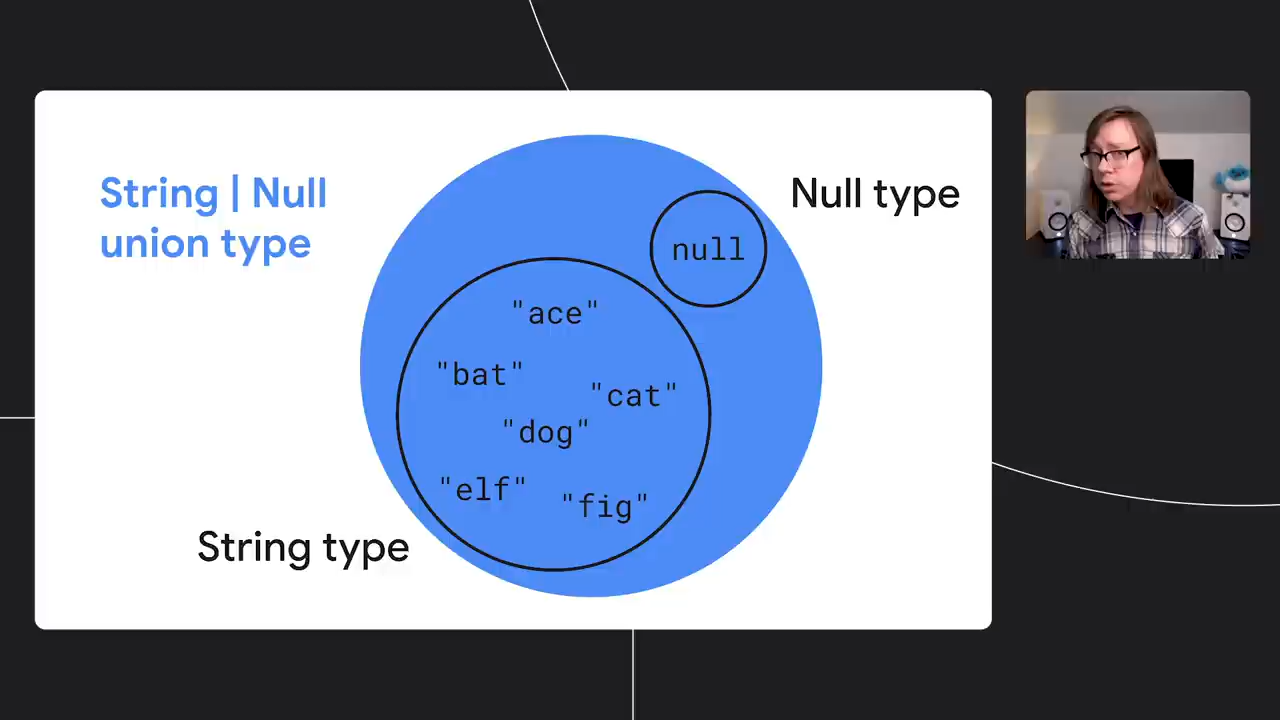 String | Null
union type
Null type
null
"ace"
"bat"
"cat"
"dog"
"elf"
"fig"
String type